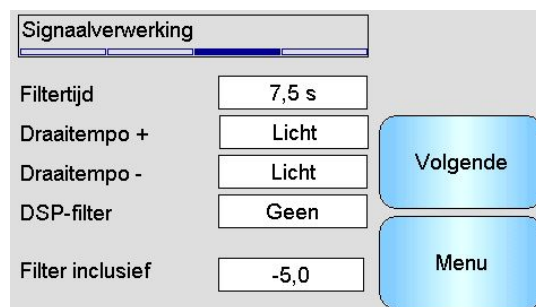 Signaalverwerking
Filtertijd 7,5 s
Draaitempo + Licht
Draaitempo - Licht
DSP-filter Geen
Filter inclusief -5,0
Volgende
Menu